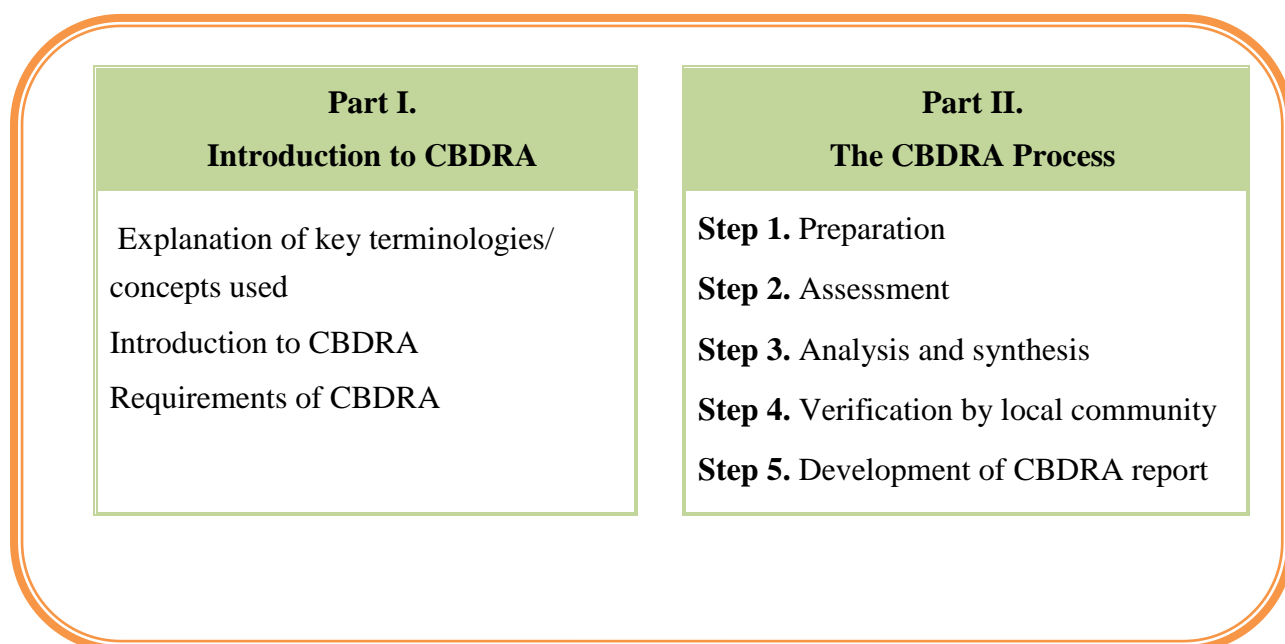 Part I.
Introduction to CBDRA
Explanation of key terminologies/
concepts used
Introduction to CBDRA
Requirements of CBDRA
Part II.
The CBDRA Process
Step 1. Preparation
Step 2. Assessment
Step 3. Analysis and synthesis
Step 4. Verification by local community
Step 5. Development of CBDRA report